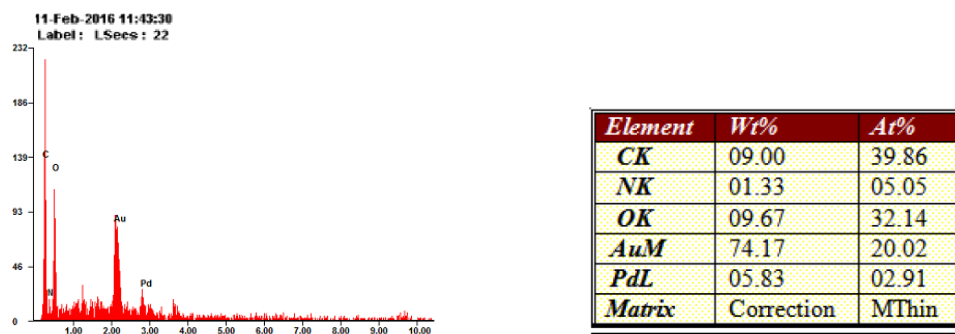 11-Feb-2016 11:43:30
Label : LSecs : 22
232
186
139
93
46
0
C
O
N
Au
Pd
1.00 2.00 3.00 4.00 5.00 6.00 7.00 8.00 9.00 10.00
Element Wt% At%
CK 09.00 39.86
NK 01.33 05.05
OK 09.67 32.14
AuM 74.17 20.02
PdL 05.83 02.91
Matrix Correction MThin